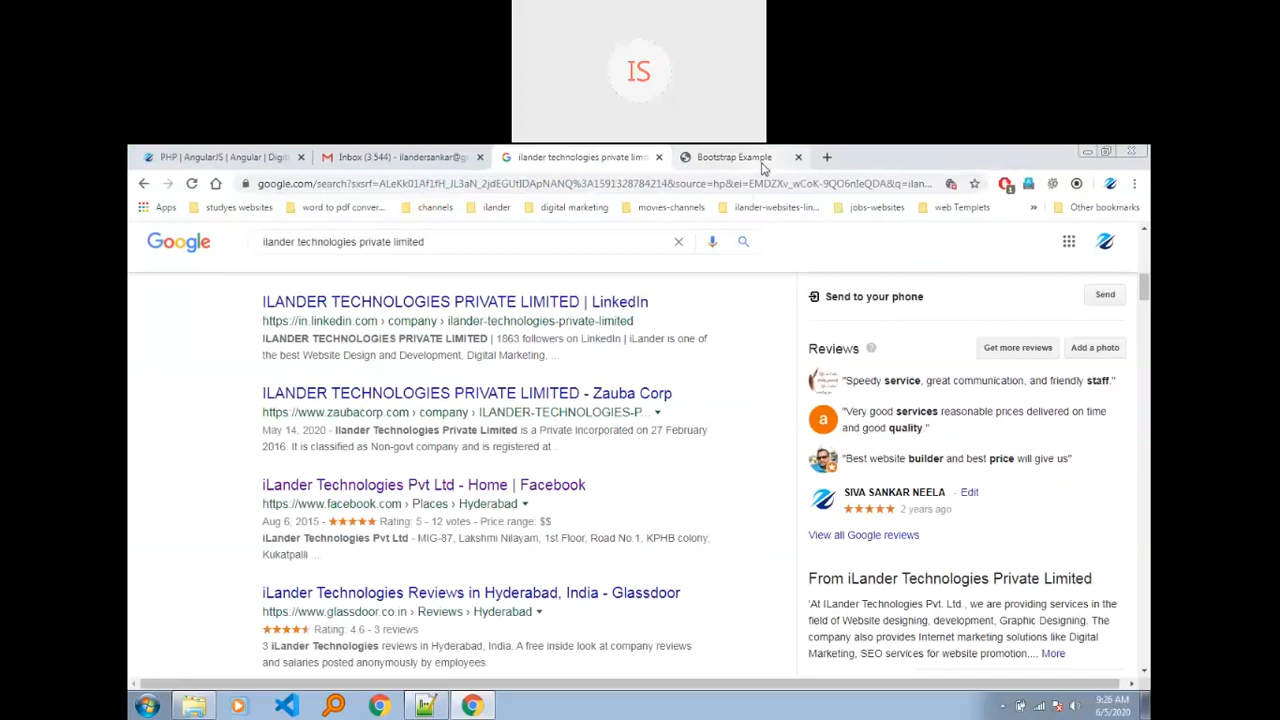 IS
PHP | AngularJS | Angular | Digit
Inbox (3,544) - ilandersankar@g
ilander technologies private limi
Bootstrap Example
google.com/search?sxsrf=ALeKk01Af1fH_JL3aN_2jdEGUtIDApNANQ%3A1591328784214&source=hp&ei=EMDZXv_wCoK-9QO6nIeQDA&q=ilan...
Apps
studyes websites
word to pdf conver...
channels
ilander
digital marketing
movies-channels
ilander-websites-lin...
jobs-websites
web Templets
»
Other bookmarks
Google
ilander technologies private limited
ILANDER TECHNOLOGIES PRIVATE LIMITED | LinkedIn
https://in.linkedin.com › company › ilander-technologies-private-limited
ILANDER TECHNOLOGIES PRIVATE LIMITED | 1863 followers on LinkedIn | iLander is one of
the best Website Design and Development, Digital Marketing, ...
ILANDER TECHNOLOGIES PRIVATE LIMITED - Zauba Corp
https://www.zaubacorp.com › company › ILANDER-TECHNOLOGIES-P...
May 14, 2020 - Ilander Technologies Private Limited is a Private incorporated on 27 February
2016. It is classified as Non-govt company and is registered at ...
iLander Technologies Pvt Ltd - Home | Facebook
https://www.facebook.com › Places › Hyderabad
Aug 6, 2015 - Rating: 5 - 12 votes - Price range: $$
iLander Technologies Pvt Ltd - MIG-87, Lakshmi Nilayam, 1st Floor, Road No.1, KPHB colony,
Kukatpalli ...
iLander Technologies Reviews in Hyderabad, India - Glassdoor
https://www.glassdoor.co.in › Reviews › Hyderabad
Rating: 4.6 - 3 reviews
3 iLander Technologies reviews in Hyderabad, India. A free inside look at company reviews
and salaries posted anonymously by employees.
Send to your phone
Send
Reviews
Get more reviews
Add a photo
"Speedy service, great communication, and friendly staff."
a
"Very good services reasonable prices delivered on time
and good quality."
"Best website builder and best price will give us"
SIVA SANKAR NEELA - Edit
2 years ago
View all Google reviews
From iLander Technologies Private Limited
"At ILander Technologies Pvt. Ltd., we are providing services in the
field of Website designing, development, Graphic Designing. The
company also provides Internet marketing solutions like Digital
Marketing, SEO services for website promotion.... More
9:26 AM
6/5/2020